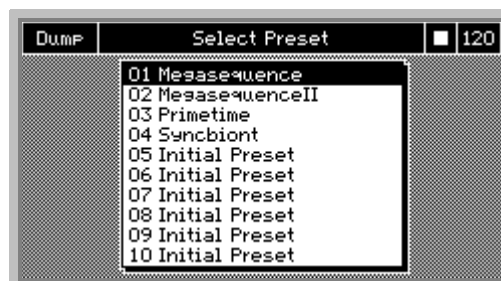 Dump Select Preset 120
01 Megasequence
02 MegasequenceII
03 Primetime
04 Syncbiont
05 Initial Preset
06 Initial Preset
07 Initial Preset
08 Initial Preset
09 Initial Preset
10 Initial Preset